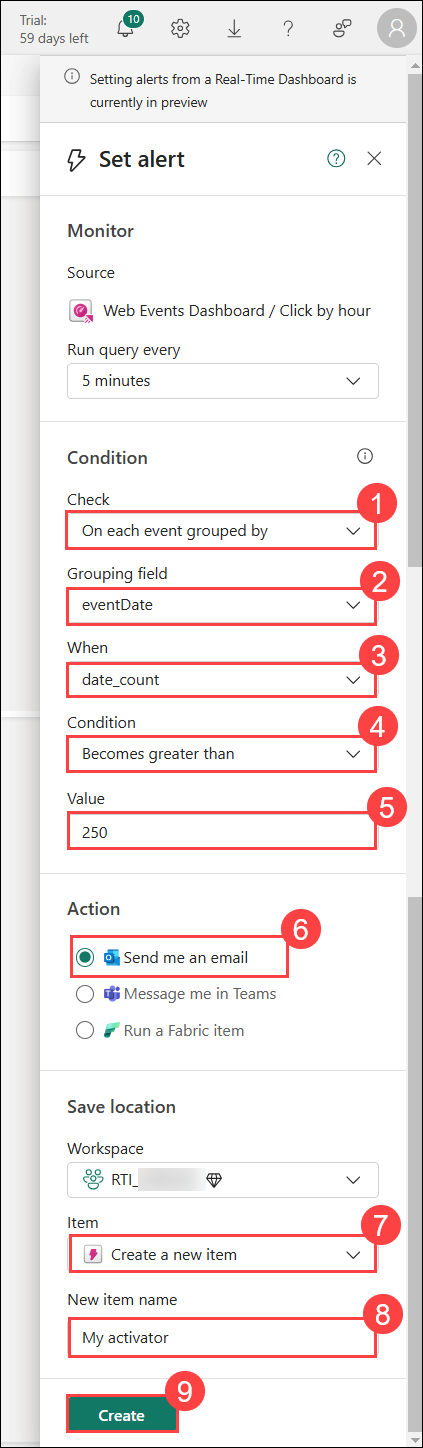 Trial:
59 days left
10
Setting alerts from a Real-Time Dashboard is
currently in preview
Set alert
Monitor
Source
Web Events Dashboard / Click by hour
Run query every
5 minutes
Condition
Check
1
On each event grouped by
Grouping field
2
eventDate
When
3
date_count
Condition
4
Becomes greater than
Value
5
250
Action
6
Send me an email
Message me in Teams
Run a Fabric item
Save location
Workspace
RTI_
Item
7
Create a new item
New item name
8
My activator
9
Create